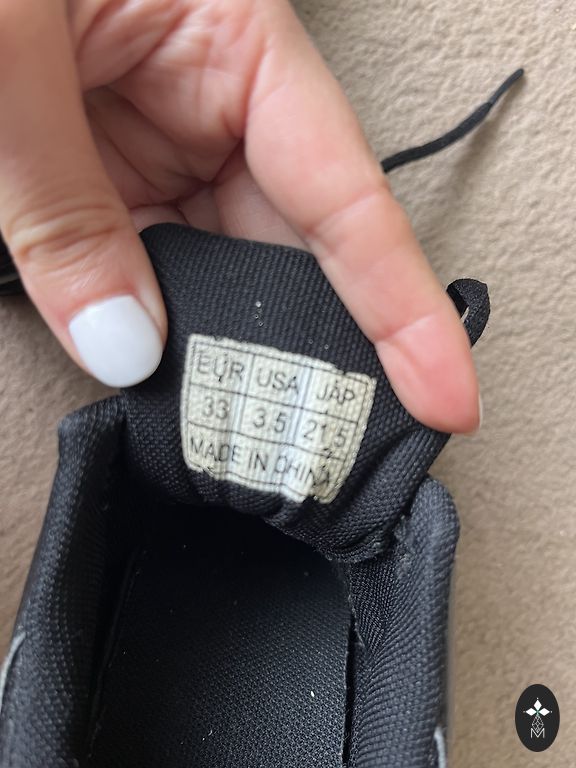 EUR USA JAP
33 3.5 21.5
MADE IN CHINA
M